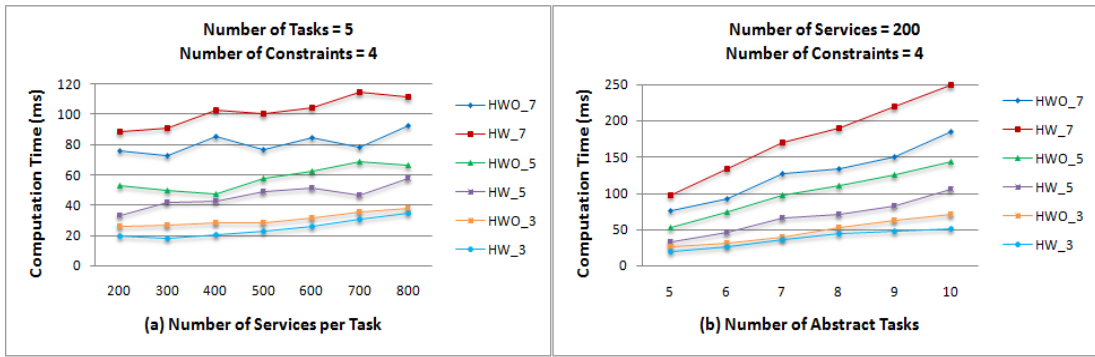 Number of Tasks = 5
Number of Constraints = 4
Computation Time (ms)
120
100
80
60
40
20
0
200 300 400 500 600 700 800
(a) Number of Services per Task
HWO_7
HW_7
HWO_5
HW_5
HWO_3
HW_3
Number of Services = 200
Number of Constraints = 4
Computation Time (ms)
250
200
150
100
50
0
5 6 7 8 9 10
(b) Number of Abstract Tasks
HWO_7
HW_7
HWO_5
HW_5
HWO_3
HW_3